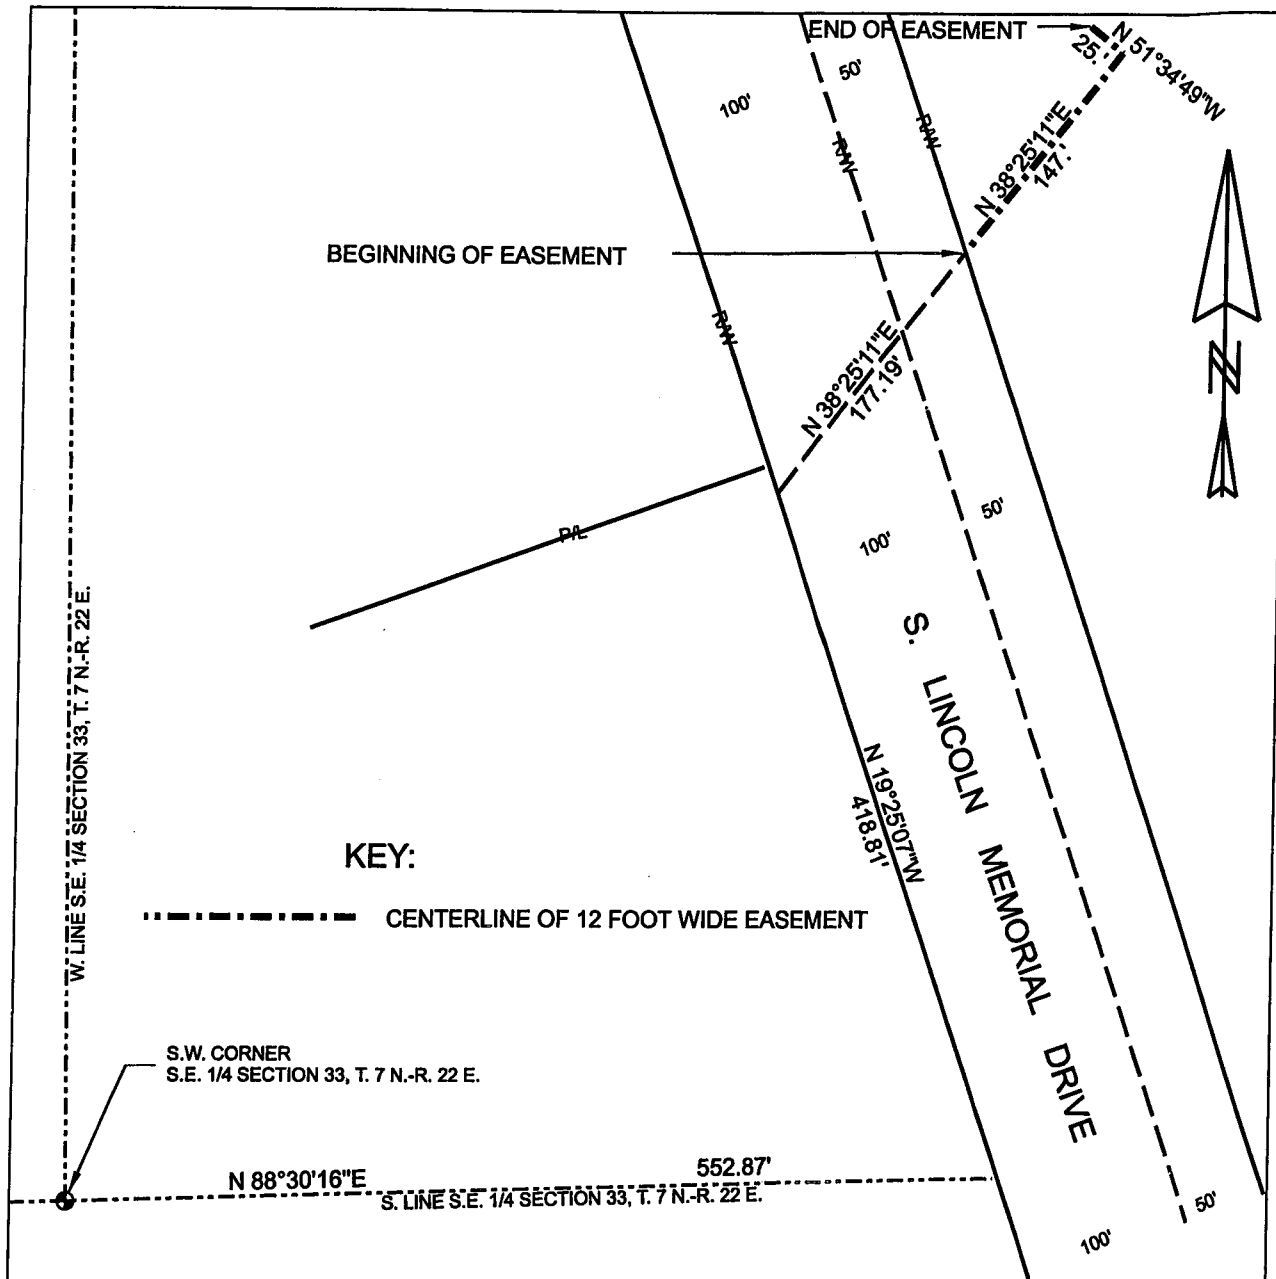 END OF EASEMENT
N 51°34'49"W
25.'
50'
100'
R/W
R/W
N 38°25'11"E
147.'
BEGINNING OF EASEMENT
R/W
N 38°25'11"E
177.19'
N
P/L
50'
100'
S. LINCOLN MEMORIAL DRIVE
W. LINE S.E. 1/4 SECTION 33, T. 7 N.-R. 22 E.
N 19°25'07"W
418.81'
KEY:
CENTERLINE OF 12 FOOT WIDE EASEMENT
S.W. CORNER
S.E. 1/4 SECTION 33, T. 7 N.-R. 22 E.
N 88°30'16"E
552.87'
S. LINE S.E. 1/4 SECTION 33, T. 7 N.-R. 22 E.
50'
100'